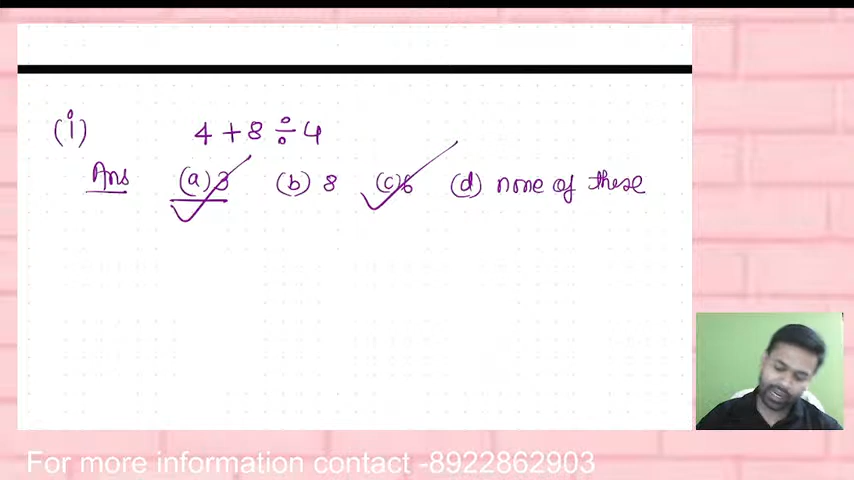 (i) 4 + 8 ÷ 4
Ans (a) 3 (b) 8 (c) 6 (d) none of these
For more information contact -8922862903